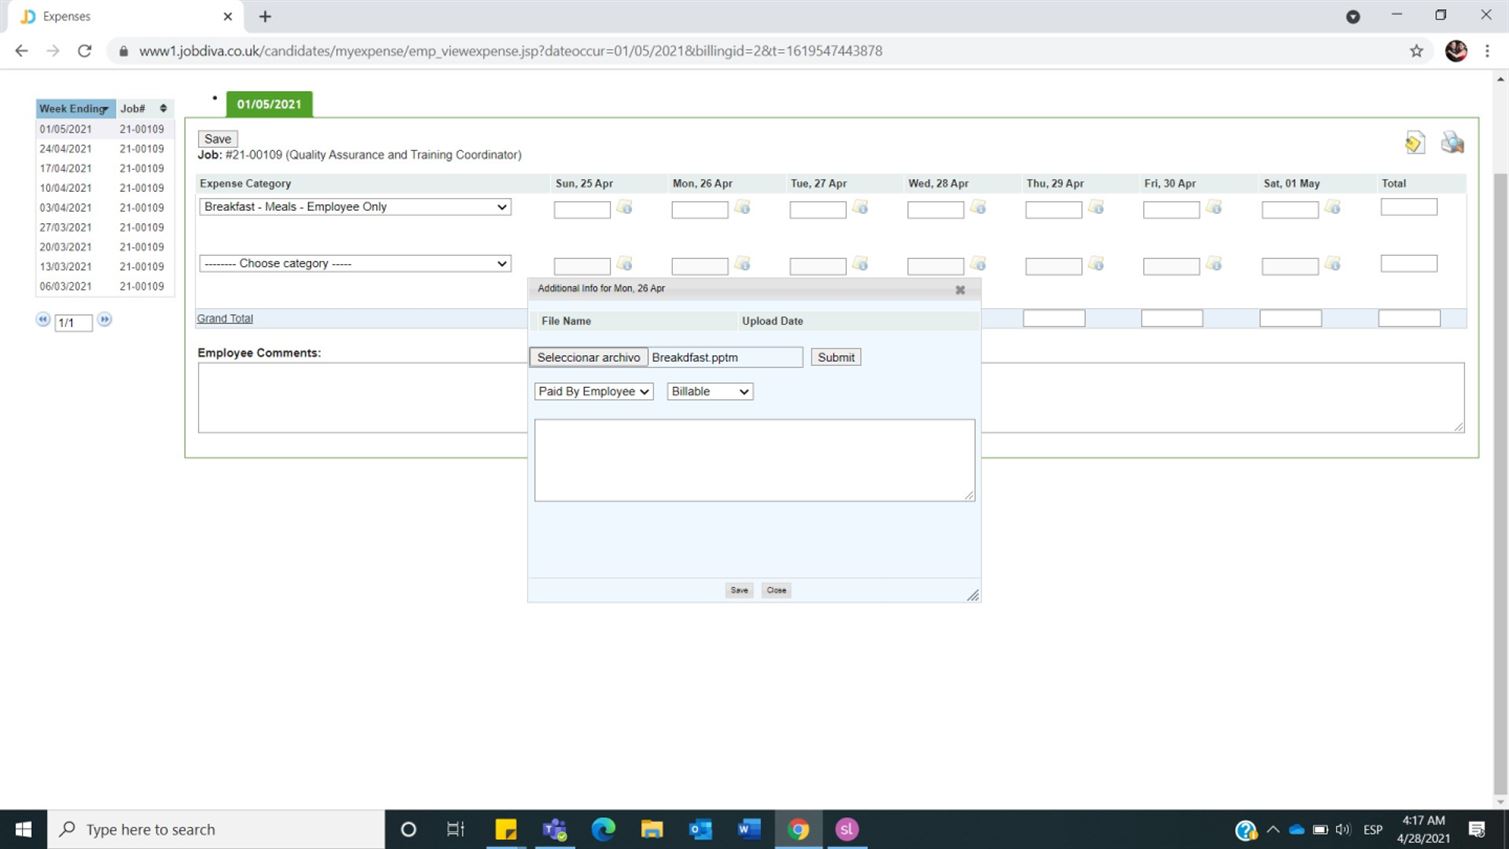 Expenses
www1.jobdiva.co.uk/candidates/myexpense/emp_viewexpense.jsp?dateoccur=01/05/2021&billingid=2&t=1619547443878
Week Ending Job#
01/05/2021 21-00109
24/04/2021 21-00109
17/04/2021 21-00109
10/04/2021 21-00109
03/04/2021 21-00109
27/03/2021 21-00109
20/03/2021 21-00109
13/03/2021 21-00109
06/03/2021 21-00109
1/1
01/05/2021
Save
Job: #21-00109 (Quality Assurance and Training Coordinator)
Expense Category Sun, 25 Apr Mon, 26 Apr Tue, 27 Apr Wed, 28 Apr Thu, 29 Apr Fri, 30 Apr Sat, 01 May Total
Breakfast - Meals - Employee Only
-------- Choose category -----
Grand Total
Employee Comments:
Additional Info for Mon, 26 Apr
File Name Upload Date
Seleccionar archivo Breakdfast.pptm Submit
Paid By Employee Billable
Save Close
Type here to search
sl
ESP
4:17 AM
4/28/2021